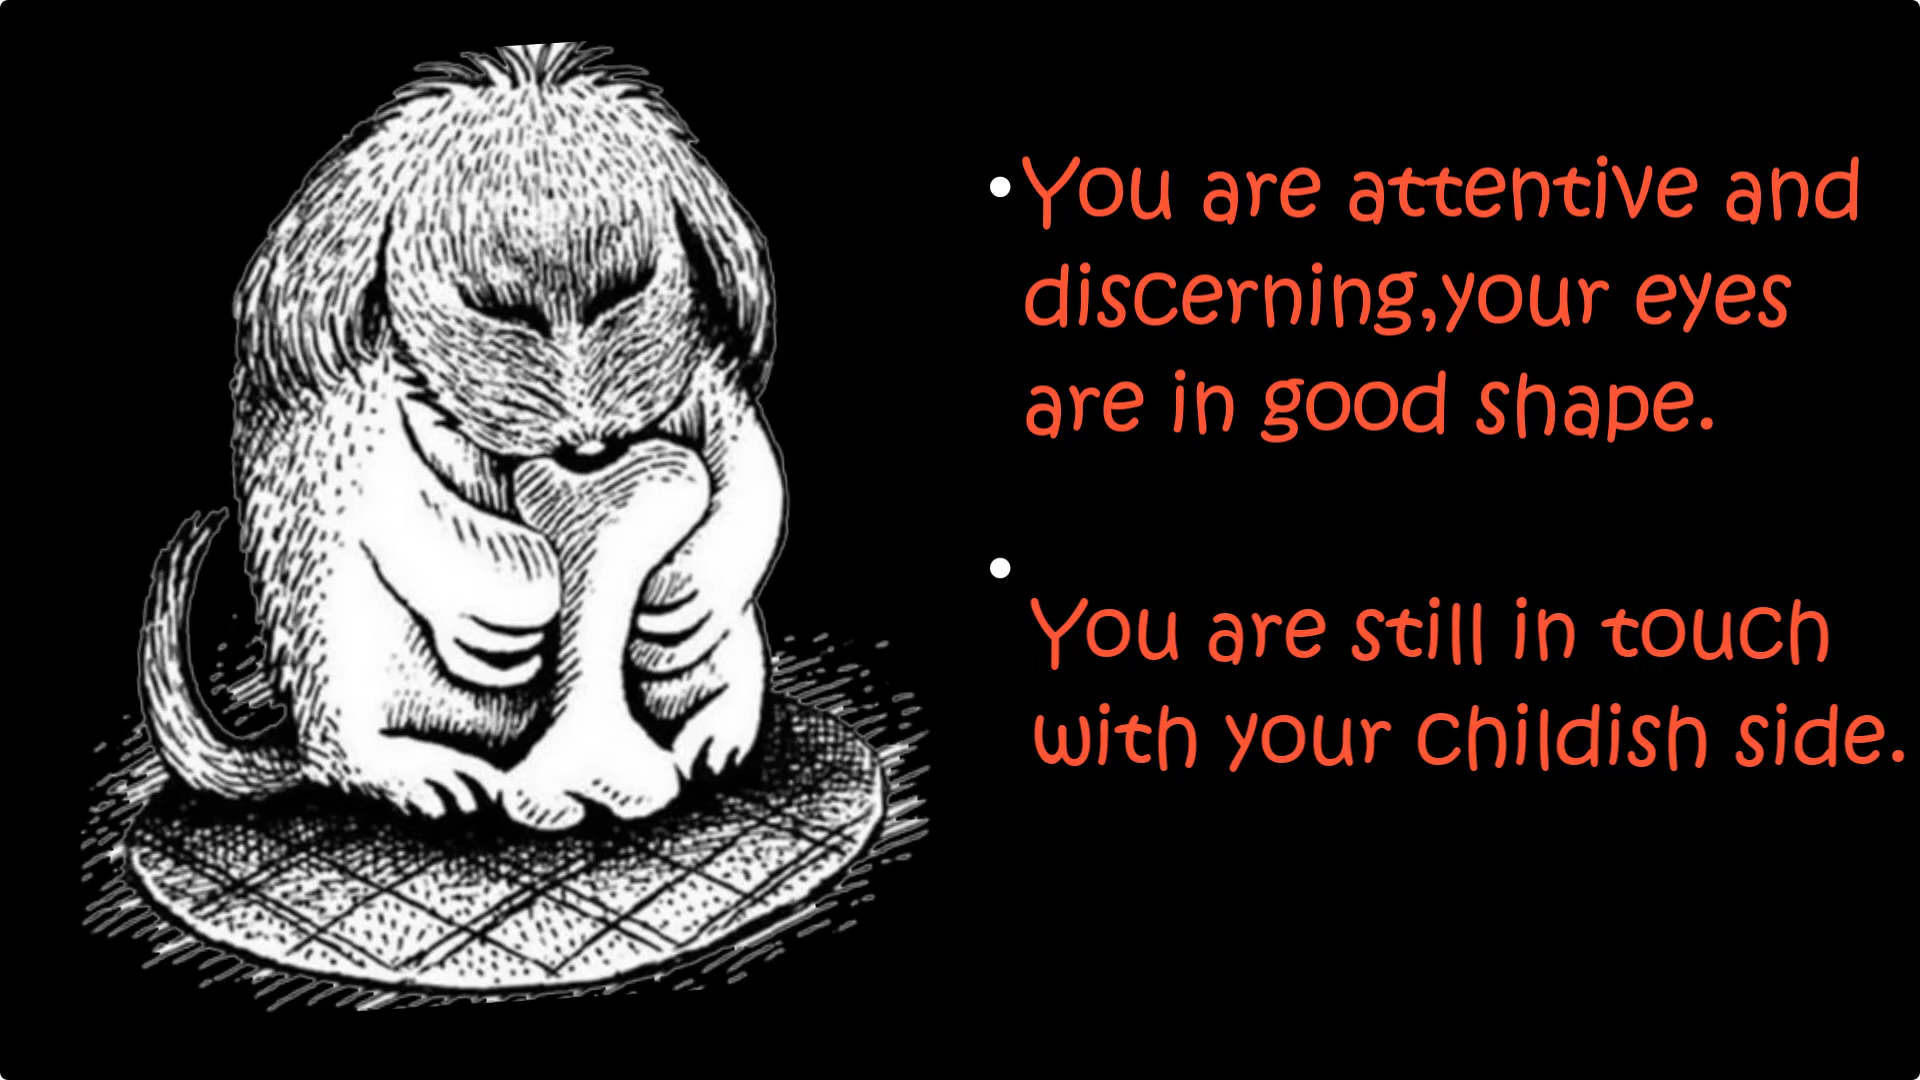 •You are attentive and
discerning,your eyes
are in good shape.
•
You are still in touch
with your childish side.